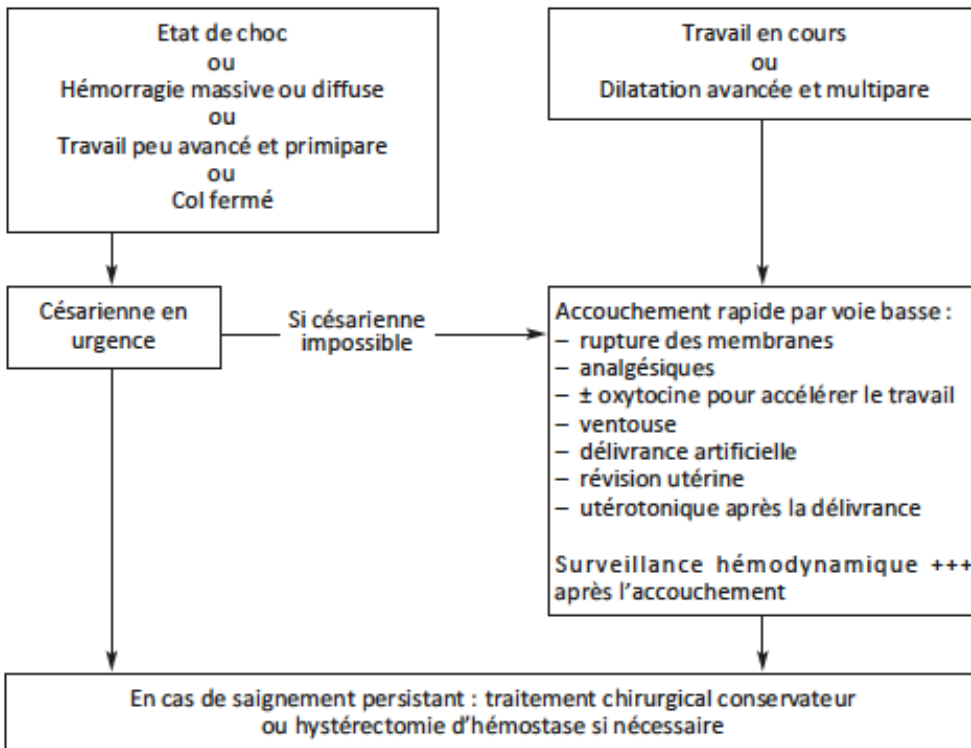 Etat de choc
ou
Hémorragie massive ou diffuse
ou
Travail peu avancé et primipare
ou
Col fermé
Travail en cours
ou
Dilatation avancée et multipare
Césarienne en
urgence
Si césarienne
impossible
Accouchement rapide par voie basse :
– rupture des membranes
– analgésiques
– ± oxytocine pour accélérer le travail
– ventouse
– délivrance artificielle
– révision utérine
– utérotonique après la délivrance
Surveillance hémodynamique +++
après l’accouchement
En cas de saignement persistant : traitement chirurgical conservateur
ou hystérectomie d’hémostase si nécessaire